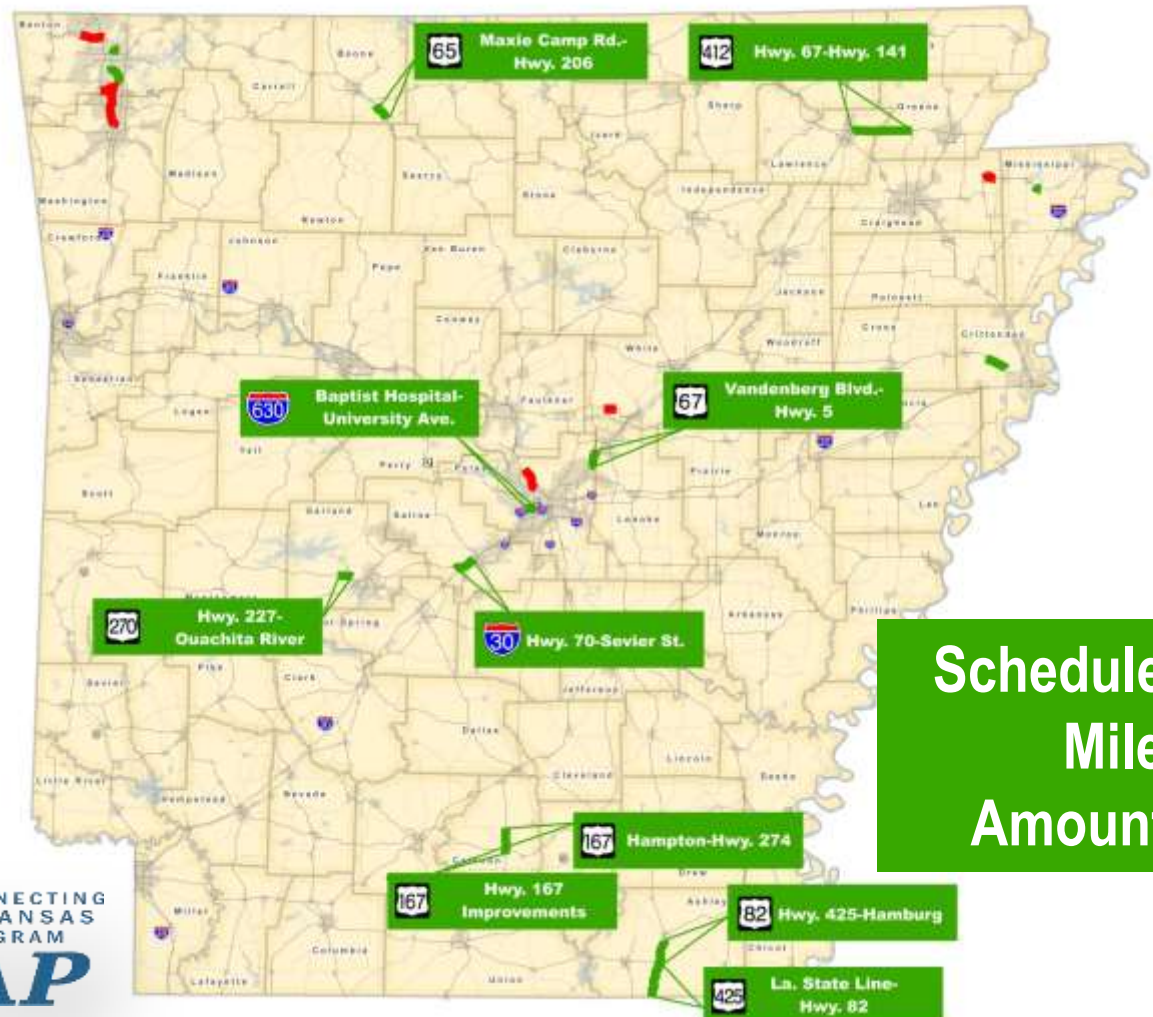 Benton
Boone
65
Maxie Camp Rd.-
Hwy. 206
412
Hwy. 67-Hwy. 141
Carroll
Sharp
Greene
Izard
Lawrence
Mississippi
Madison
Searcy
Stone
Independence
Washington
Newton
Craighead
Crawford
Johnson
Van Buren
Cleburne
Franklin
Pope
Jackson
Poinsett
Conway
Cross
Crittenden
White
Woodruff
Sebastian
Logan
630
Baptist Hospital-
University Ave.
Faulkner
67
Vandenberg Blvd.-
Hwy. 5
Yell
Perry
Prairie
Scott
Lee
Garland
Saline
Lonoke
Monroe
Arkansas
Phillips
270
Hwy. 227-
Ouachita River
30
Hwy. 70-Sevier St.
Pike
Clark
Sevier
Jefferson
Schedule
Mile
Amount
Dallas
Lincoln
Cleveland
Little River
Hempstead
Nevada
167
Hampton-Hwy. 274
Calhoun
Drew
167
Hwy. 167
Improvements
NECTING
ANSAS
GRAM
AP
Miller
Ashley
82
Hwy. 425-Hamburg
Chicot
Columbia
Lafayette
Union
425
La. State Line-
Hwy. 82